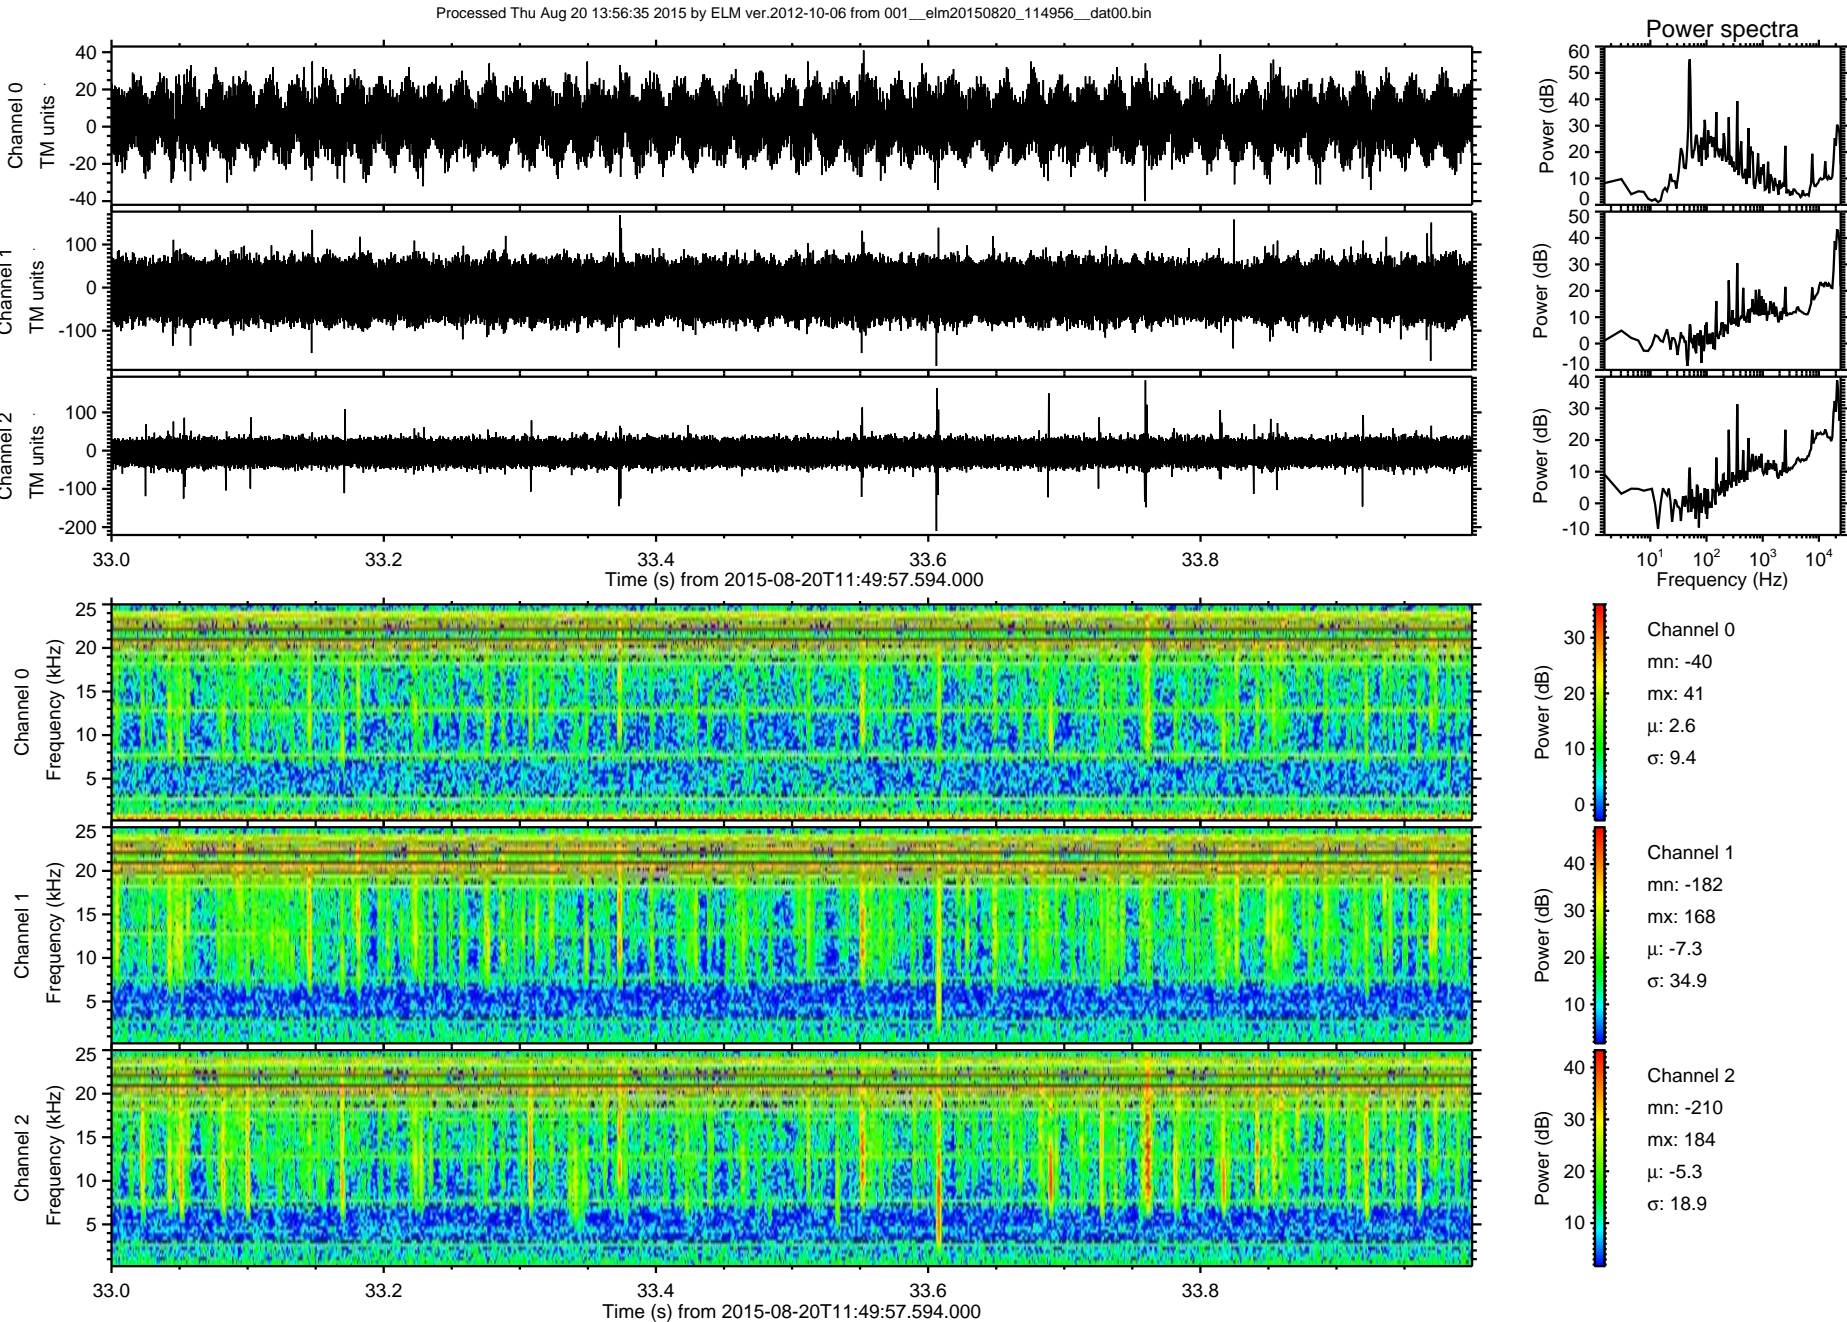 Processed Thu Aug 20 13:56:35 2015 by ELM ver.2012-10-06 from 001__elm20150820_114956__dat00.bin
Power spectra
Channel 0
TM units
40
20
0
-20
-40
Power (dB)
60
50
40
30
20
10
0
Channel 1
TM units
100
0
-100
Power (dB)
50
40
30
20
10
0
-10
Channel 2
TM units
100
0
-100
-200
Power (dB)
40
30
20
10
0
-10
33.0 33.2 33.4 33.6 33.8
Time (s) from 2015-08-20T11:49:57.594.000
10¹ 10² 10³ 10⁴
Frequency (Hz)
Channel 0
Frequency (kHz)
25
20
15
10
5
Power (dB)
30
20
10
0
Channel 0
mn: -40
mx: 41
µ: 2.6
σ: 9.4
Channel 1
Frequency (kHz)
25
20
15
10
5
Power (dB)
40
30
20
10
Channel 1
mn: -182
mx: 168
µ: -7.3
σ: 34.9
Channel 2
Frequency (kHz)
25
20
15
10
5
Power (dB)
40
30
20
10
Channel 2
mn: -210
mx: 184
µ: -5.3
σ: 18.9
33.0 33.2 33.4 33.6 33.8
Time (s) from 2015-08-20T11:49:57.594.000